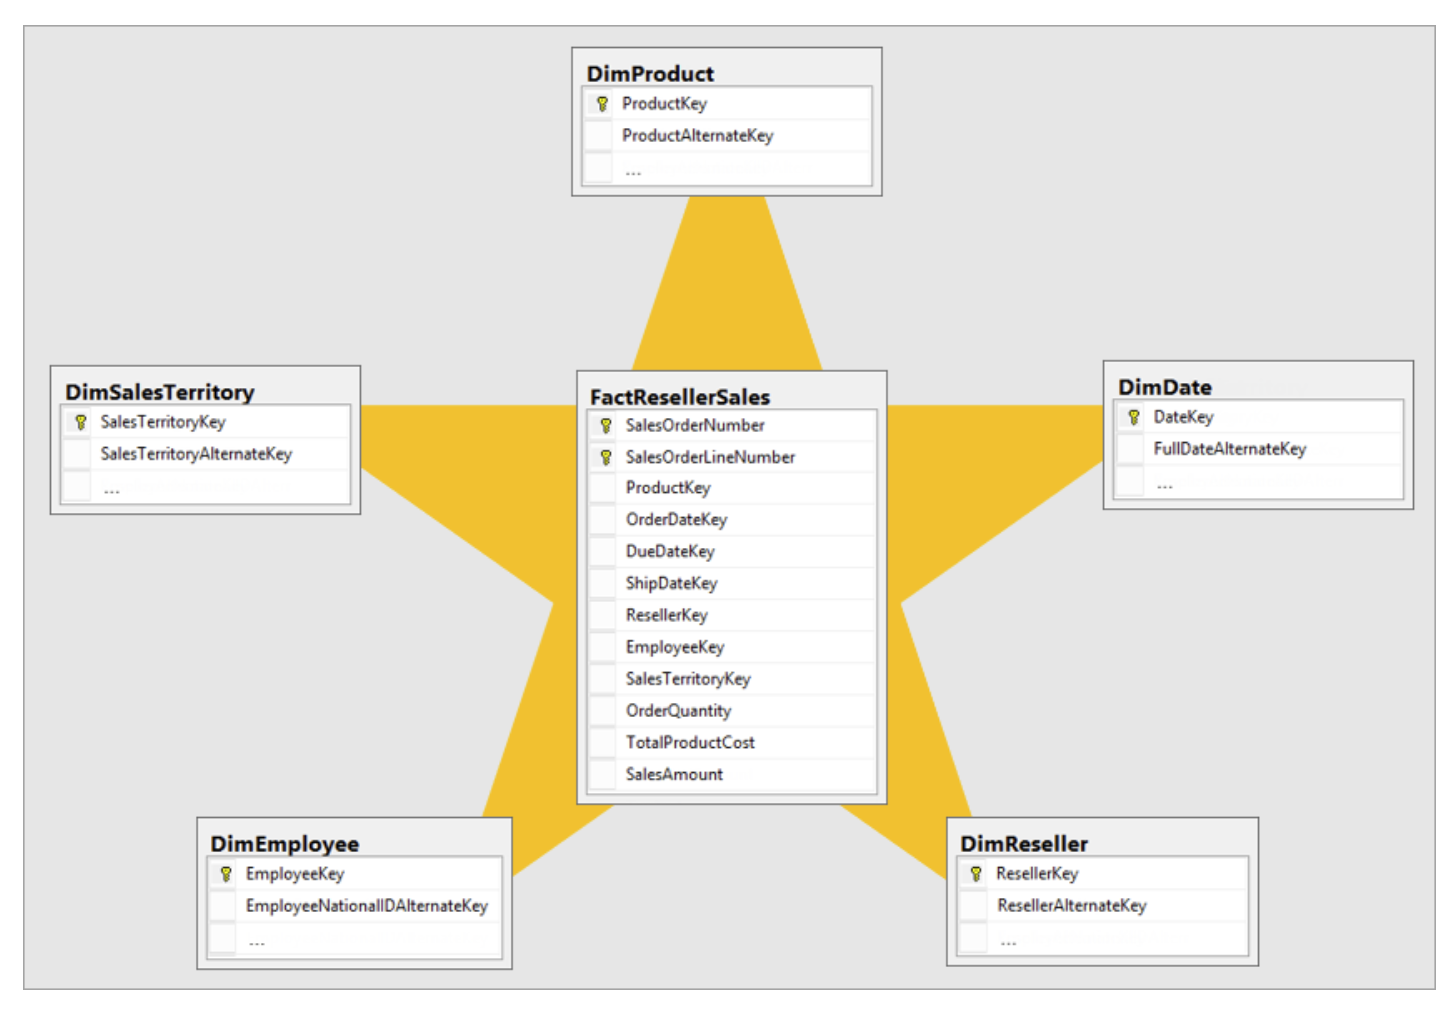 DimProduct
ProductKey
ProductAlternateKey
...
DimSalesTerritory
SalesTerritoryKey
SalesTerritoryAlternateKey
...
FactResellerSales
SalesOrderNumber
SalesOrderLineNumber
ProductKey
OrderDateKey
DueDateKey
ShipDateKey
ResellerKey
EmployeeKey
SalesTerritoryKey
OrderQuantity
TotalProductCost
SalesAmount
DimDate
DateKey
FullDateAlternateKey
...
DimEmployee
EmployeeKey
EmployeeNationalIDAlternateKey
...
DimReseller
ResellerKey
ResellerAlternateKey
...